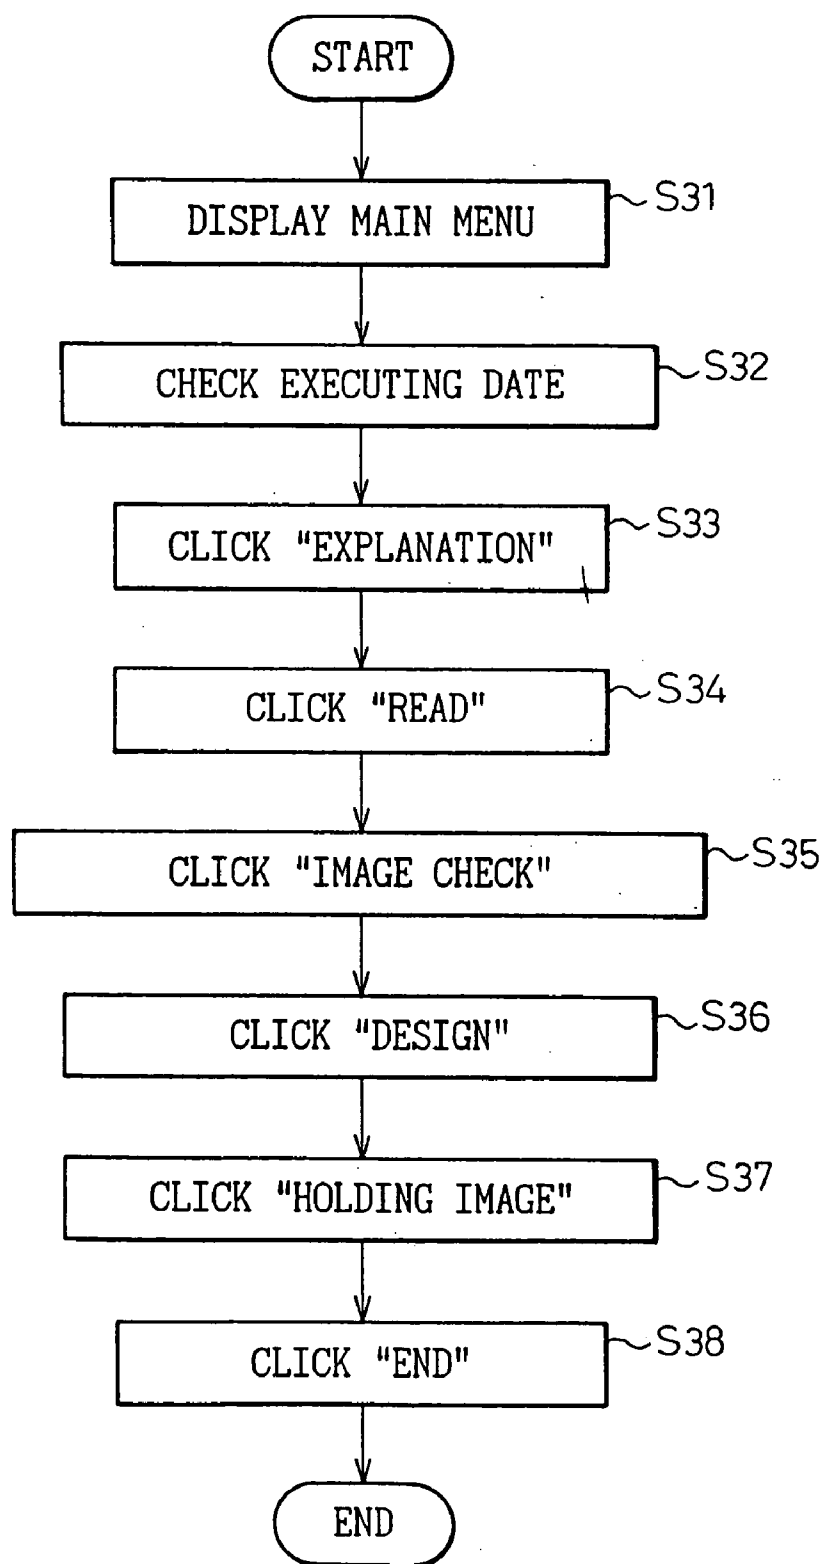 START
DISPLAY MAIN MENU
S31
CHECK EXECUTING DATE
S32
CLICK "EXPLANATION"
S33
CLICK "READ"
S34
CLICK "IMAGE CHECK"
S35
CLICK "DESIGN"
S36
CLICK "HOLDING IMAGE"
S37
CLICK "END"
S38
END